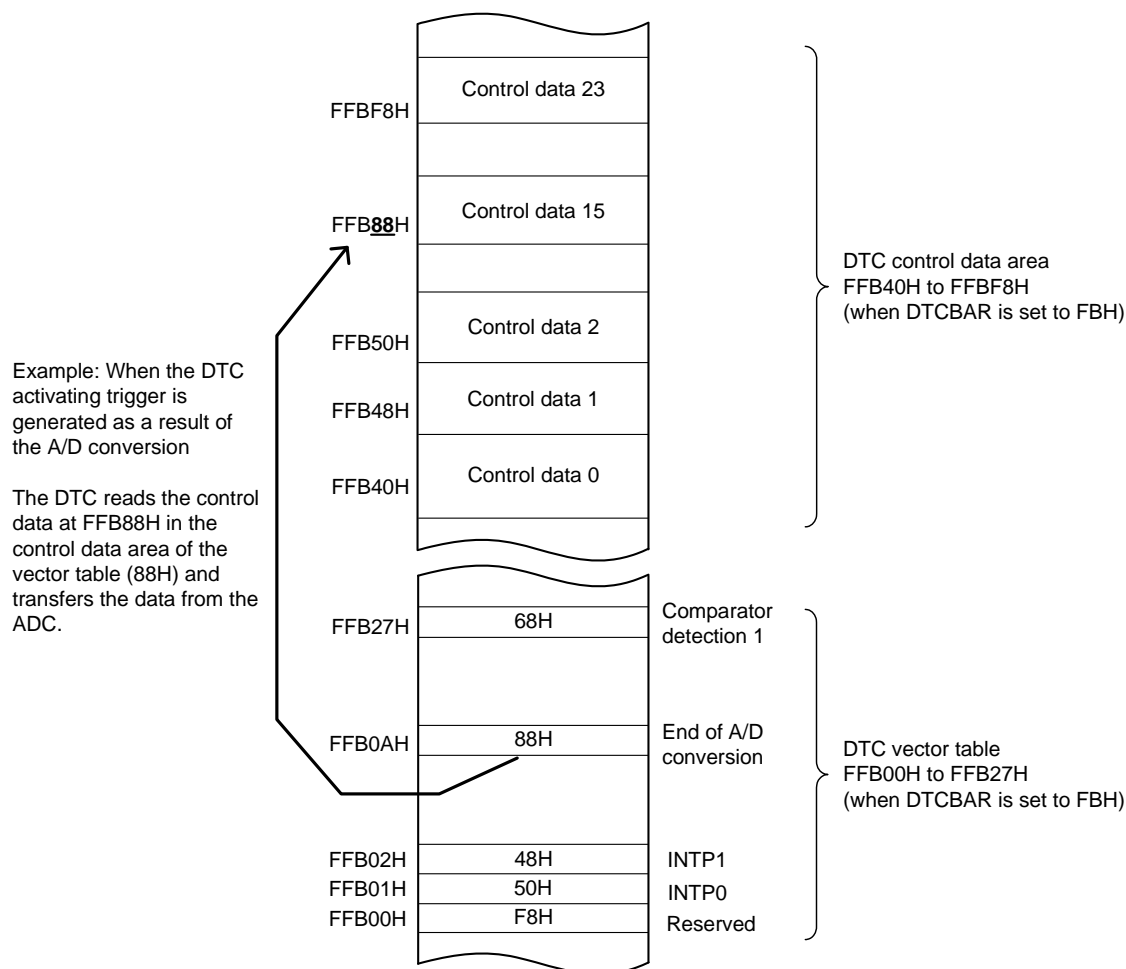 Control data 23
FFBF8H
Control data 15
FFB88H
DTC control data area
FFB40H to FFBF8H
(when DTCBAR is set to FBH)
Control data 2
FFB50H
Control data 1
FFB48H
Control data 0
FFB40H
Example: When the DTC
activating trigger is
generated as a result of
the A/D conversion
The DTC reads the control
data at FFB88H in the
control data area of the
vector table (88H) and
transfers the data from the
ADC.
FFB27H
68H
Comparator
detection 1
FFB0AH
88H
End of A/D
conversion
DTC vector table
FFB00H to FFB27H
(when DTCBAR is set to FBH)
FFB02H
48H
INTP1
FFB01H
50H
INTP0
FFB00H
F8H
Reserved